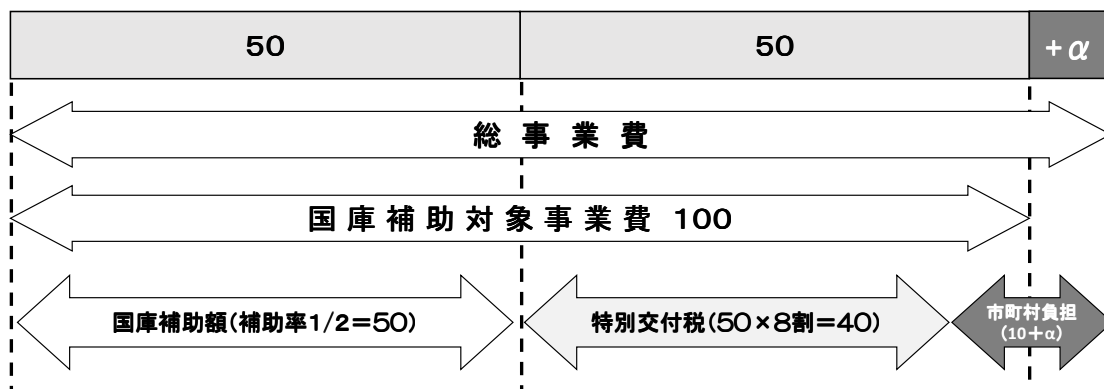 50
50
+α
総事業費
国庫補助対象事業費 100
国庫補助額(補助率1/2=50)
特別交付税(50×8割=40)
市町村負担
(10+α)